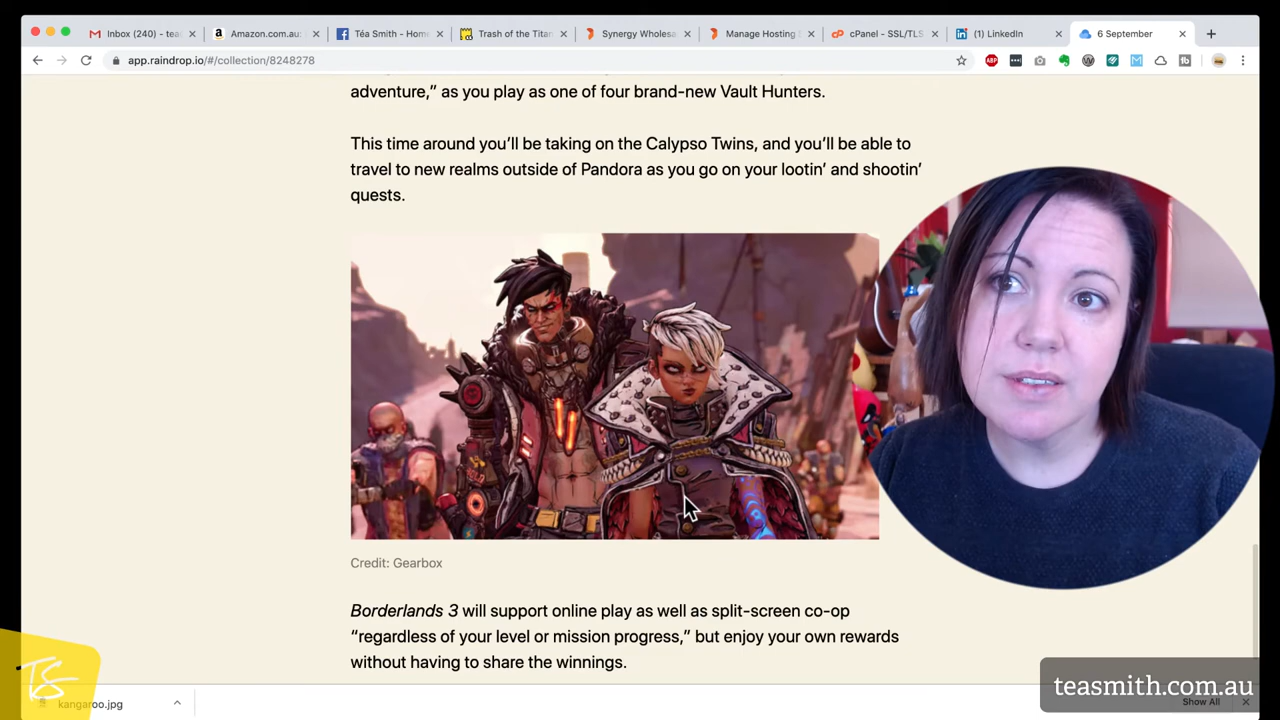 Inbox (240) - tea
Amazon.com.au:
Téa Smith - Home
Trash of the Titan
Synergy Wholesa
Manage Hosting
cPanel - SSL/TLS
(1) LinkedIn
6 September
app.raindrop.io/#/collection/8248278
adventure,” as you play as one of four brand-new Vault Hunters.
This time around you’ll be taking on the Calypso Twins, and you’ll be able to
travel to new realms outside of Pandora as you go on your lootin’ and shootin’
quests.
Credit: Gearbox
Borderlands 3 will support online play as well as split-screen co-op
“regardless of your level or mission progress,” but enjoy your own rewards
without having to share the winnings.
TS
teasmith.com.au
kangaroo.jpg
Show All